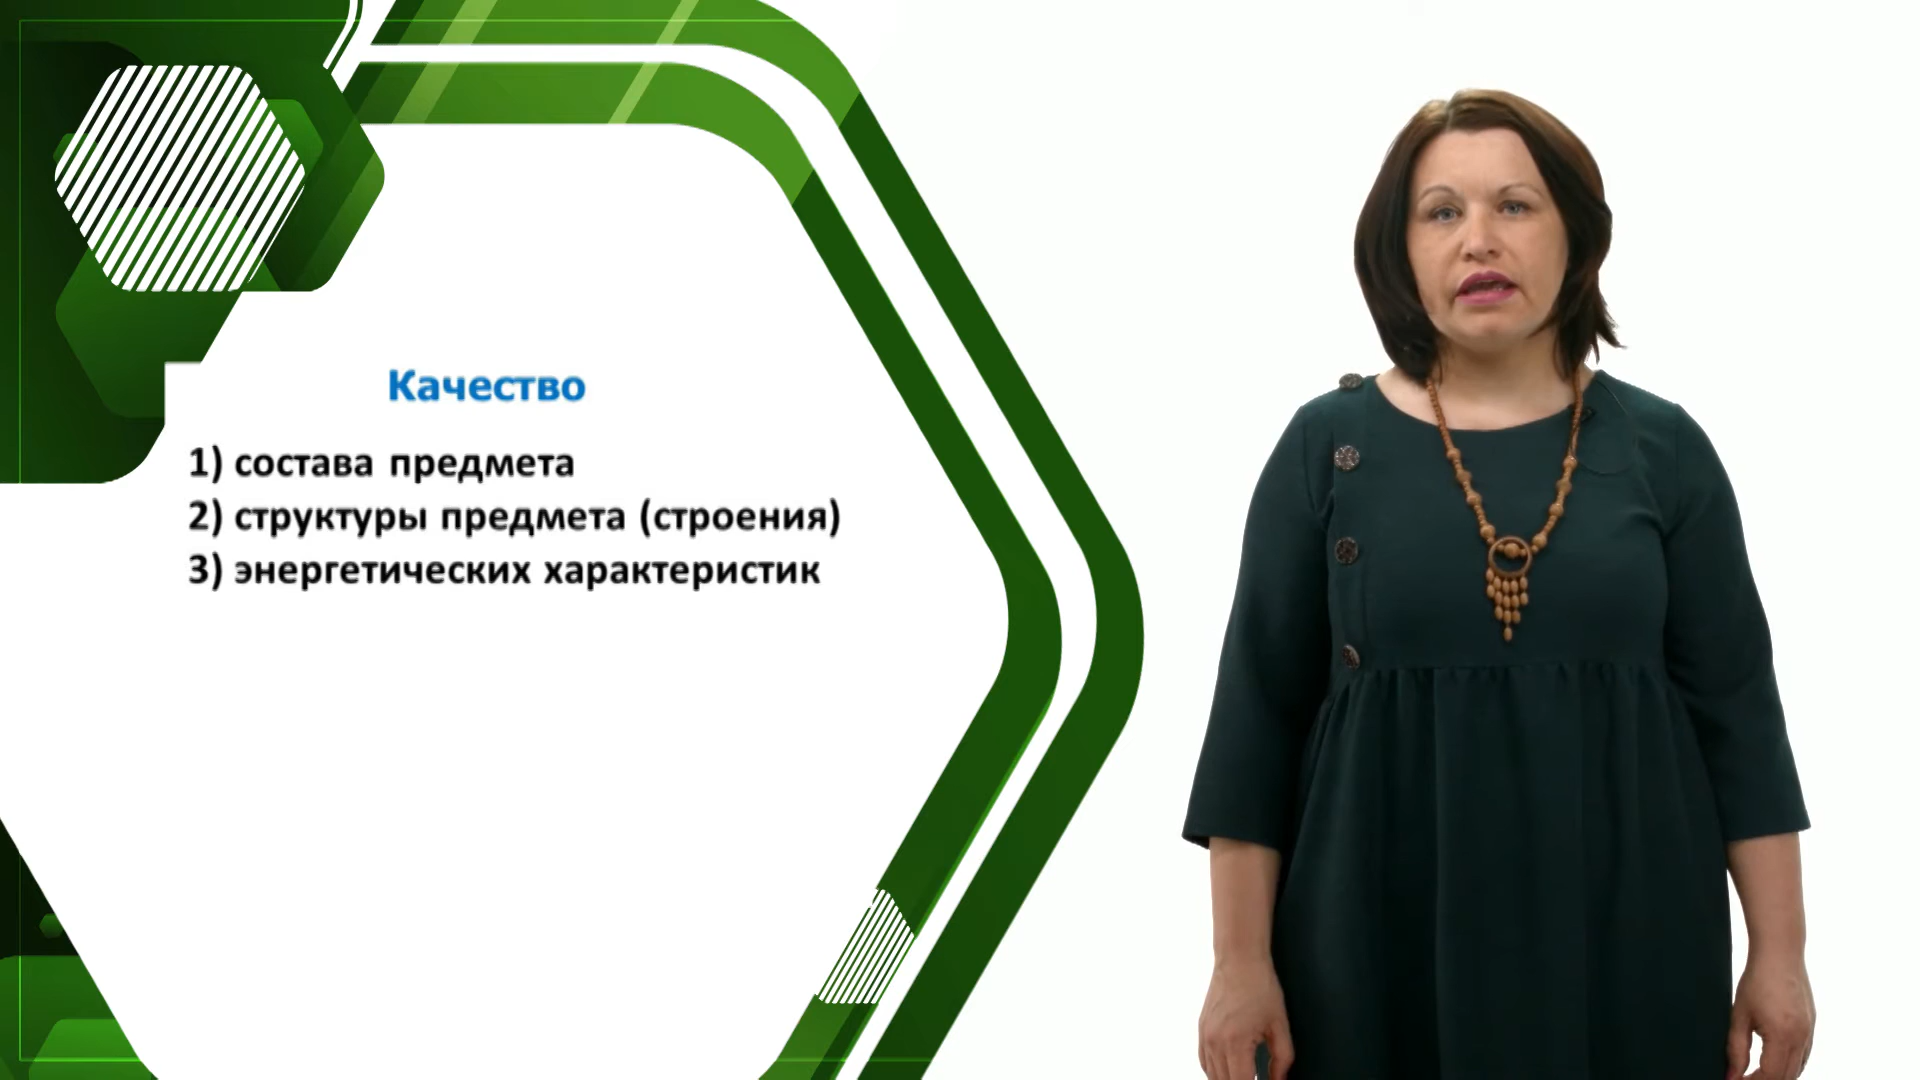 Качество
1) состава предмета
2) структуры предмета (строения)
3) энергетических характеристик